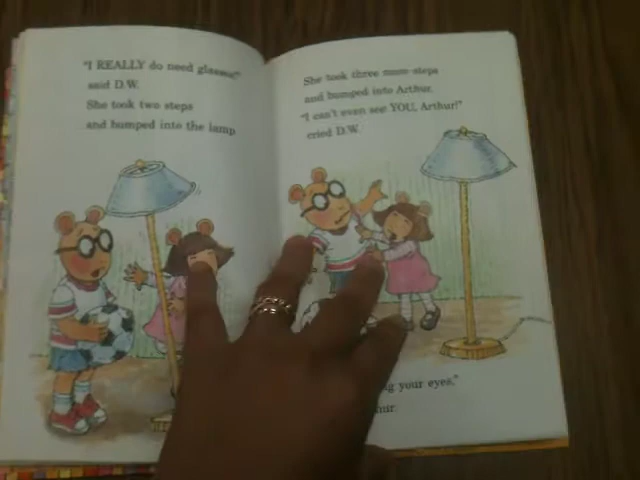 "I REALLY do need glasses!"
said D.W.
She took two steps
and bumped into the lamp
She took three more steps
and bumped into Arthur.
"I can't even see YOU, Arthur!"
cried D.W.
your eyes,"